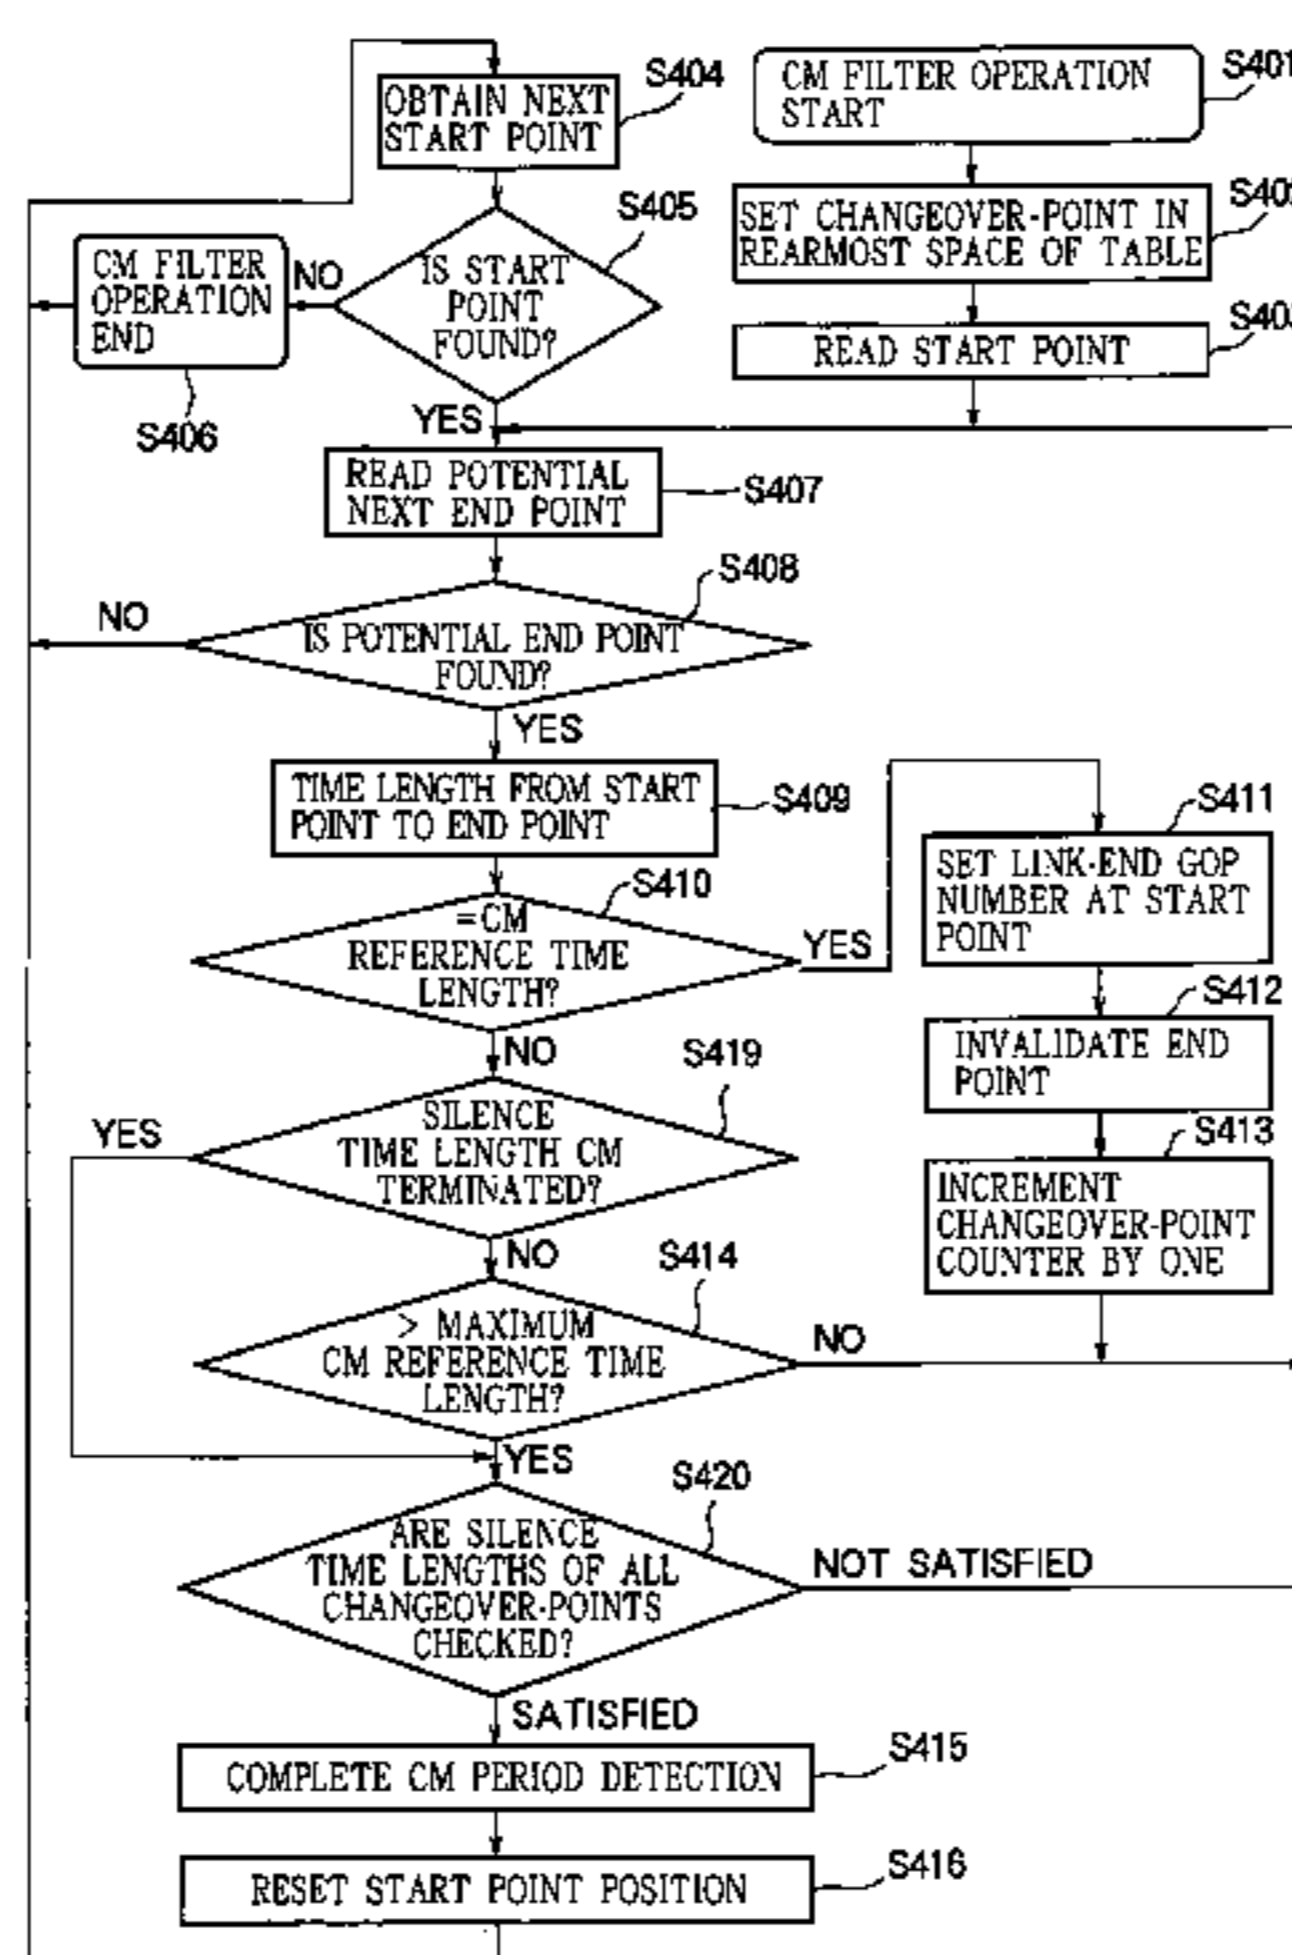 S404
OBTAIN NEXT
START POINT
S401
CM FILTER OPERATION
START
SET CHANGEOVER-POINT IN
REARMOST SPACE OF TABLE
READ START POINT
S405
IS START
POINT
FOUND?
NO
CM FILTER
OPERATION
END
S406
YES
READ POTENTIAL
NEXT END POINT
S407
S408
IS POTENTIAL END POINT
FOUND?
NO
YES
TIME LENGTH FROM START
POINT TO END POINT
S409
S410
=CM
REFERENCE TIME
LENGTH?
YES
S411
SET LINK-END GOP
NUMBER AT START
POINT
S412
INVALIDATE END
POINT
S413
INCREMENT
CHANGEOVER-POINT
COUNTER BY ONE
NO
S419
SILENCE
TIME LENGTH CM
TERMINATED?
YES
NO
S414
> MAXIMUM
CM REFERENCE TIME
LENGTH?
NO
YES
S420
ARE SILENCE
TIME LENGTHS OF ALL
CHANGEOVER-POINTS
CHECKED?
NOT SATISFIED
SATISFIED
COMPLETE CM PERIOD DETECTION
S415
RESET START POINT POSITION
S416